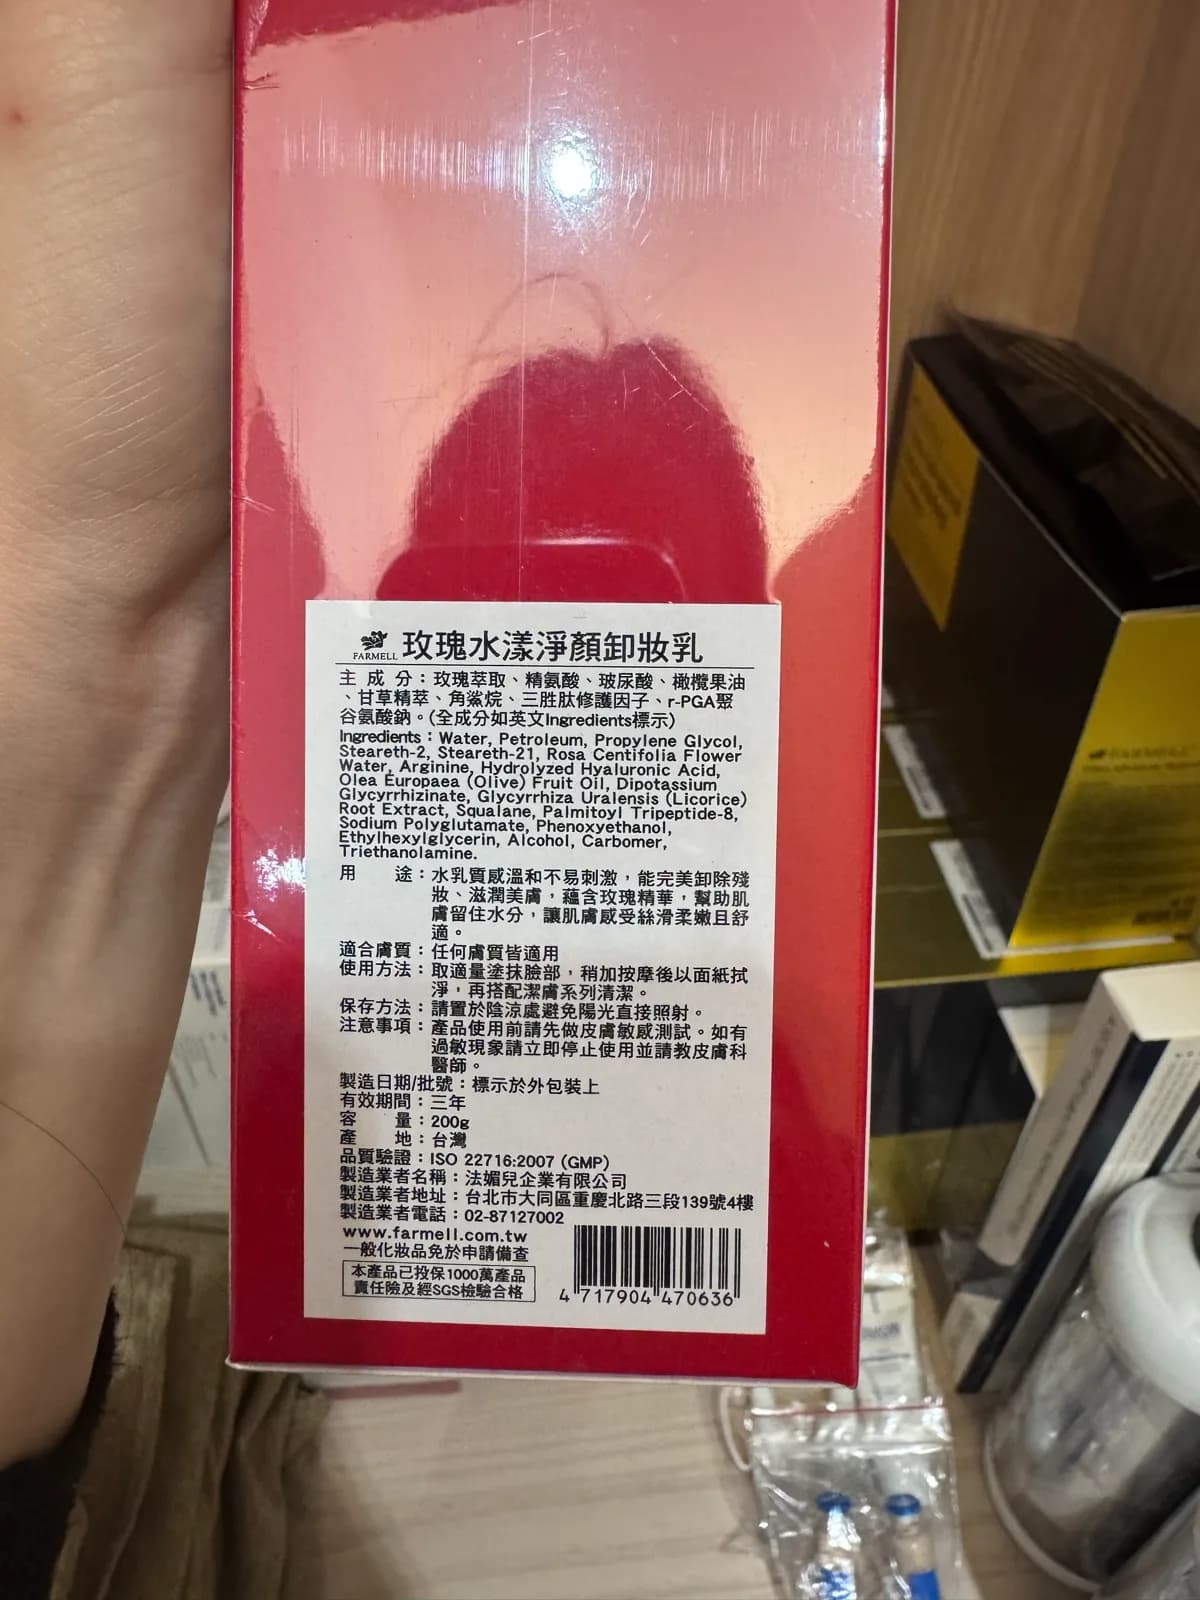 FARMELL 玫瑰水漾淨顏卸妝乳
主成分：玫瑰萃取、精氨酸、玻尿酸、橄欖果油
、甘草精萃、角鯊烷、三胜肽修護因子、r-PGA聚
谷氨酸鈉。(全成分如英文Ingredients標示)
Ingredients：Water, Petroleum, Propylene Glycol,
Steareth-2, Steareth-21, Rosa Centifolia Flower
Water, Arginine, Hydrolyzed Hyaluronic Acid,
Olea Europaea (Olive) Fruit Oil, Dipotassium
Glycyrrhizinate, Glycyrrhiza Uralensis (Licorice)
Root Extract, Squalane, Palmitoyl Tripeptide-8,
Sodium Polyglutamate, Phenoxyethanol,
Ethylhexylglycerin, Alcohol, Carbomer,
Triethanolamine.
用途：水乳質感溫和不易刺激，能完美卸除殘
妝、滋潤美膚，蘊含玫瑰精華，幫助肌
膚留住水分，讓肌膚感受絲滑柔嫩且舒
適。
適合膚質：任何膚質皆適用
使用方法：取適量塗抹臉部，稍加按摩後以面紙拭
淨，再搭配潔膚系列清潔。
保存方法：請置於陰涼處避免陽光直接照射。
注意事項：產品使用前請先做皮膚敏感測試。如有
過敏現象請立即停止使用並請教皮膚科
醫師。
製造日期/批號：標示於外包裝上
有效期間：三年
容量：200g
產地：台灣
品質驗證：ISO 22716:2007 (GMP)
製造業者名稱：法媚兒企業有限公司
製造業者地址：台北市大同區重慶北路三段139號4樓
製造業者電話：02-87127002
www.farmell.com.tw
一般化妝品免於申請備查
本產品已投保1000萬產品
責任險及經SGS檢驗合格
4 717904 470636